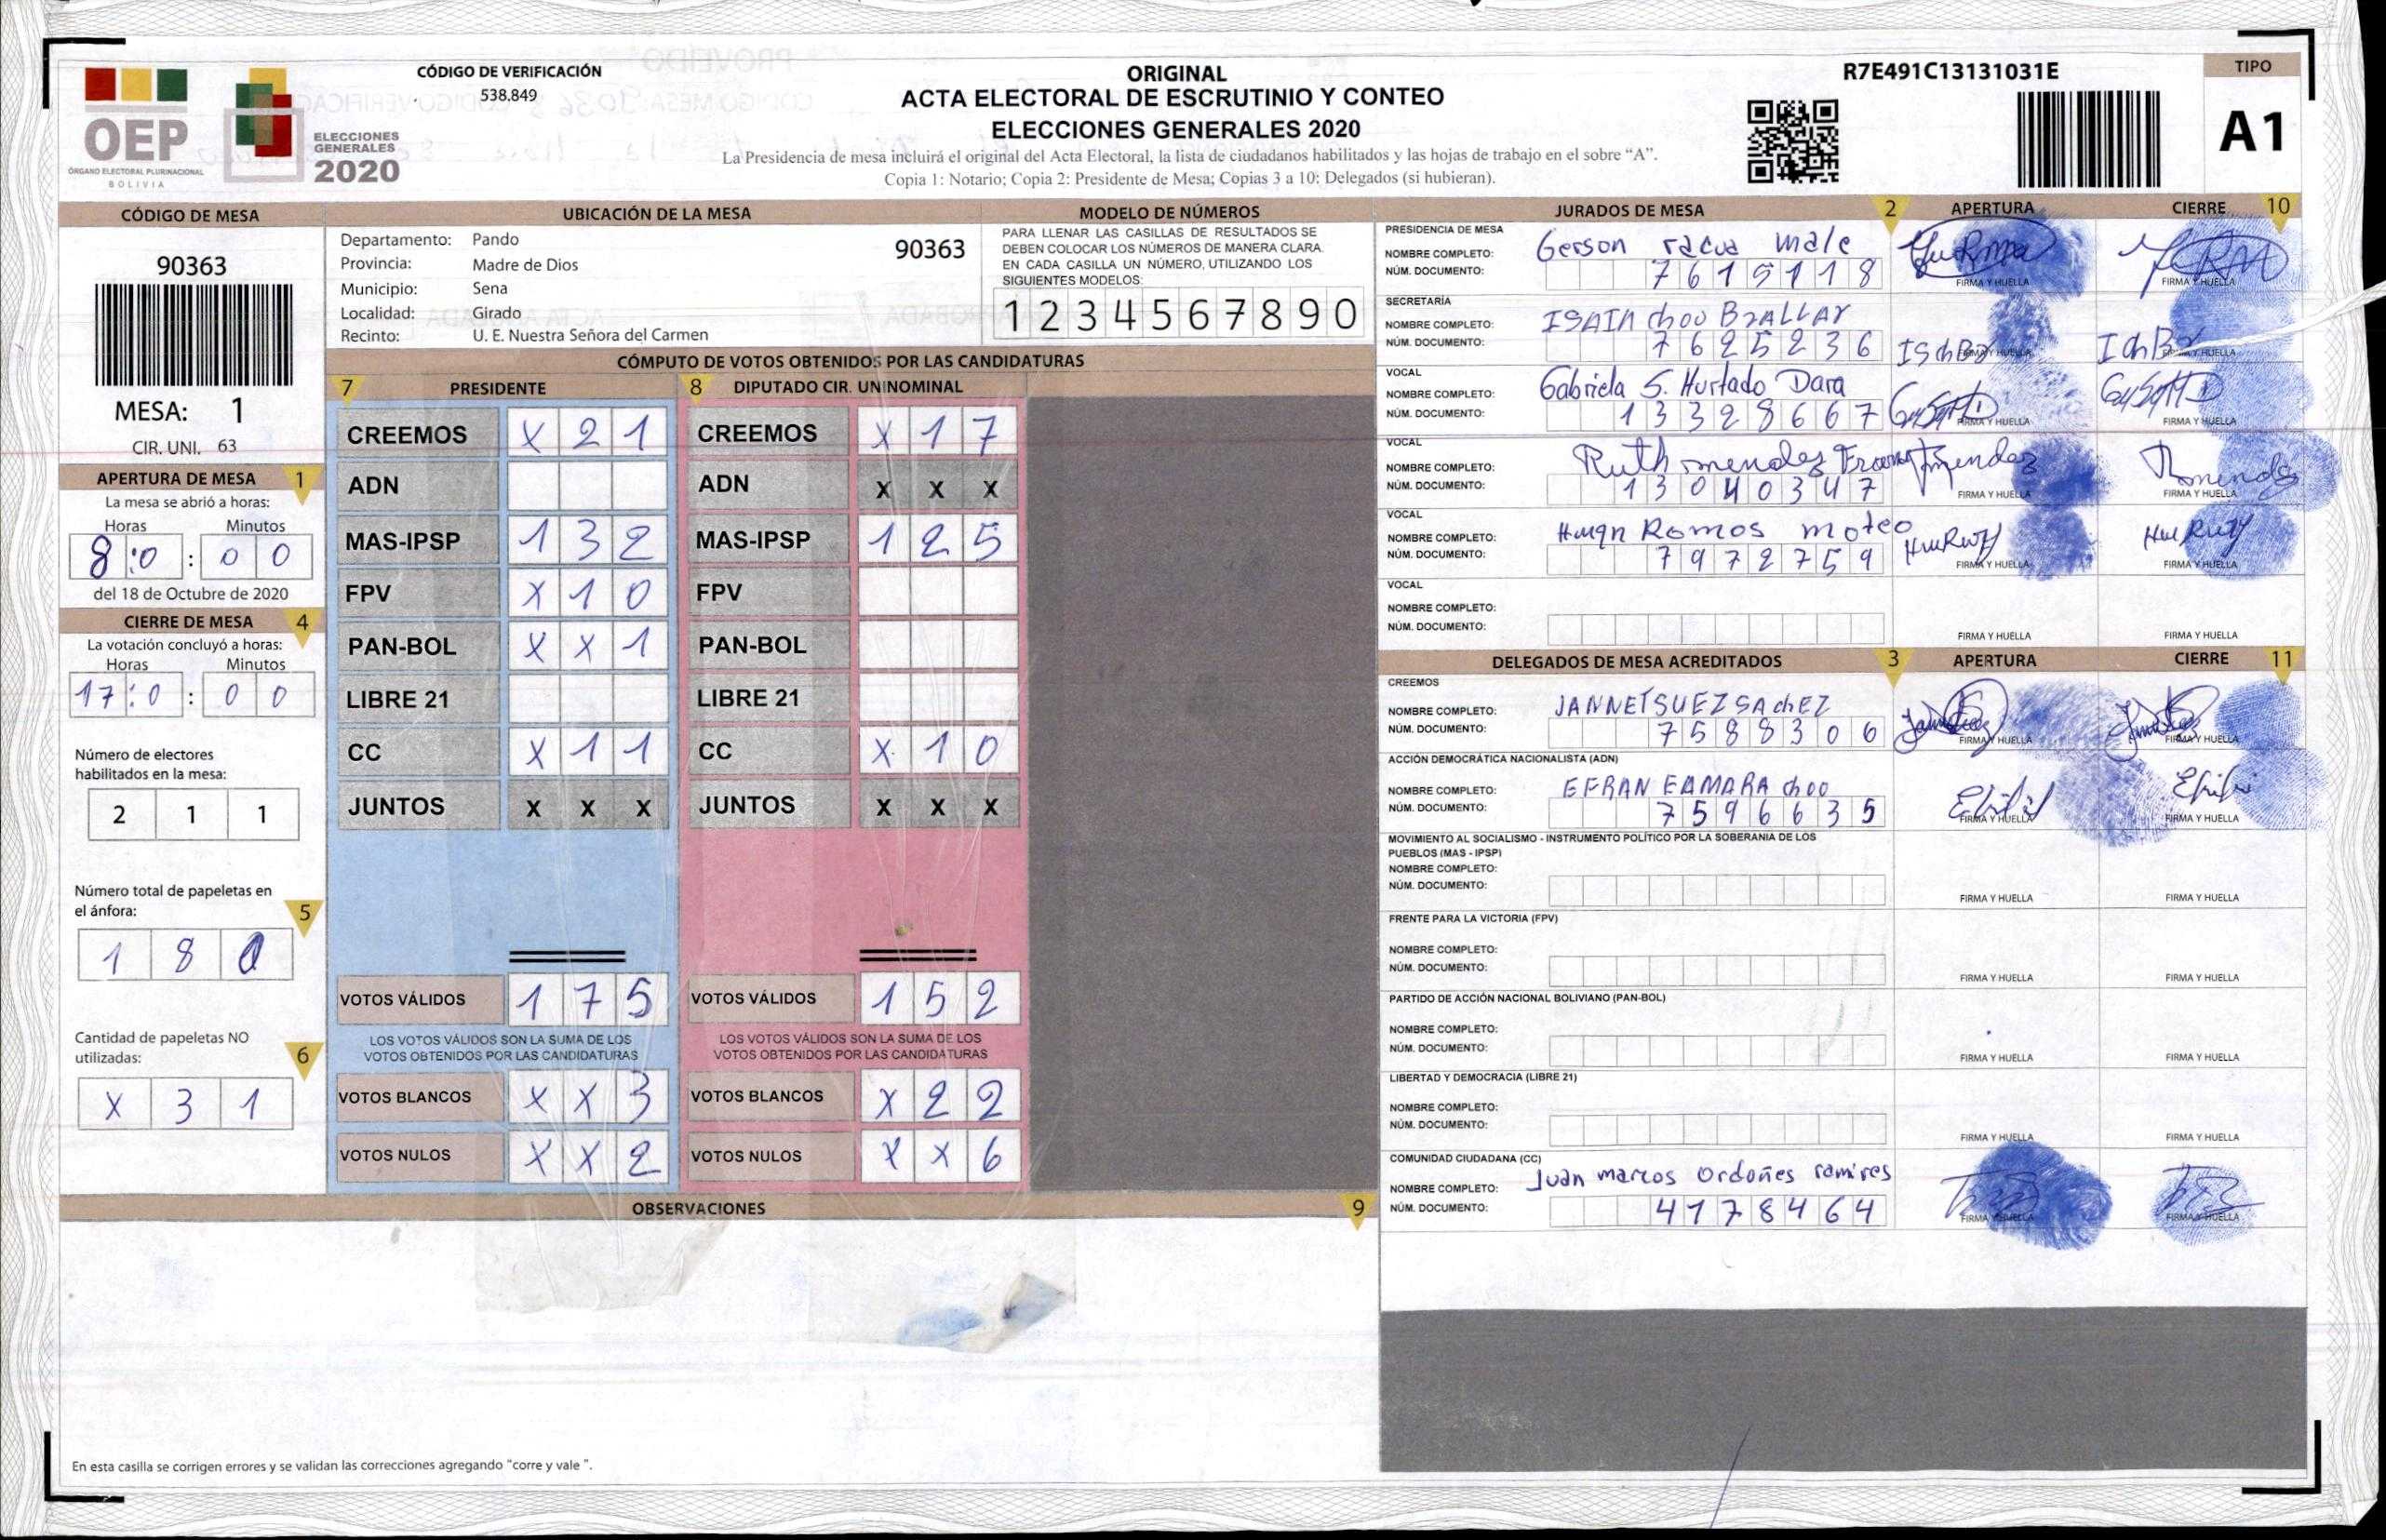 OEP
ÓRGANO ELECTORAL PLURINACIONAL
BOLIVIA
ELECCIONES
GENERALES
2020
CÓDIGO DE VERIFICACIÓN
538.849
ORIGINAL
ACTA ELECTORAL DE ESCRUTINIO Y CONTEO
ELECCIONES GENERALES 2020
La Presidencia de mesa incluirá el original del Acta Electoral, la lista de ciudadanos habilitados y las hojas de trabajo en el sobre “A”.
Copia 1: Notario; Copia 2: Presidente de Mesa; Copias 3 a 10: Delegados (si hubieran).
R7E491C13131031E
TIPO
A1
CÓDIGO DE MESA
90363
MESA: 1
CIR. UNI. 63
APERTURA DE MESA 1
La mesa se abrió a horas:
Horas Minutos
8:0 : 0 0
del 18 de Octubre de 2020
CIERRE DE MESA 4
La votación concluyó a horas:
Horas Minutos
17:0 : 0 0
Número de electores
habilitados en la mesa:
2 1 1
Número total de papeletas en
el ánfora: 5
1 8 0
Cantidad de papeletas NO
utilizadas: 6
X 3 1
UBICACIÓN DE LA MESA
Departamento: Pando
90363
Provincia: Madre de Dios
Municipio: Sena
Localidad: Girado
Recinto: U. E. Nuestra Señora del Carmen
MODELO DE NÚMEROS
PARA LLENAR LAS CASILLAS DE RESULTADOS SE
DEBEN COLOCAR LOS NÚMEROS DE MANERA CLARA.
EN CADA CASILLA UN NÚMERO, UTILIZANDO LOS
SIGUIENTES MODELOS:
1 2 3 4 5 6 7 8 9 0
CÓMPUTO DE VOTOS OBTENIDOS POR LAS CANDIDATURAS
7 PRESIDENTE
CREEMOS X 2 1
ADN
MAS-IPSP 1 3 2
FPV X 1 0
PAN-BOL X X 1
LIBRE 21
CC X 1 1
JUNTOS X X X
VOTOS VÁLIDOS 1 7 5
LOS VOTOS VÁLIDOS SON LA SUMA DE LOS
VOTOS OBTENIDOS POR LAS CANDIDATURAS
VOTOS BLANCOS X X 3
VOTOS NULOS X X 2
8 DIPUTADO CIR. UNINOMINAL
CREEMOS X 1 7
ADN X X X
MAS-IPSP 1 2 5
FPV
PAN-BOL
LIBRE 21
CC X 1 0
JUNTOS X X X
VOTOS VÁLIDOS 1 5 2
LOS VOTOS VÁLIDOS SON LA SUMA DE LOS
VOTOS OBTENIDOS POR LAS CANDIDATURAS
VOTOS BLANCOS X 2 2
VOTOS NULOS X X 6
OBSERVACIONES 9
En esta casilla se corrigen errores y se validan las correcciones agregando "corre y vale ".
JURADOS DE MESA 2 APERTURA CIERRE 10
PRESIDENCIA DE MESA
NOMBRE COMPLETO: Gerson racua male
NÚM. DOCUMENTO: 7615118
FIRMA Y HUELLA FIRMA Y HUELLA
SECRETARÍA
NOMBRE COMPLETO: ISAIN choo
NÚM. DOCUMENTO: 7625236
FIRMA Y HUELLA FIRMA Y HUELLA
VOCAL
NOMBRE COMPLETO: Gabriela S. Hurtado Dara
NÚM. DOCUMENTO: 13328667
FIRMA Y HUELLA FIRMA Y HUELLA
VOCAL
NOMBRE COMPLETO: Ruth mendez
NÚM. DOCUMENTO: 13040347
FIRMA Y HUELLA FIRMA Y HUELLA
VOCAL
NOMBRE COMPLETO: Ramos mateo
NÚM. DOCUMENTO: 7972759
FIRMA Y HUELLA FIRMA Y HUELLA
VOCAL
NOMBRE COMPLETO:
NÚM. DOCUMENTO:
FIRMA Y HUELLA FIRMA Y HUELLA
DELEGADOS DE MESA ACREDITADOS 3 APERTURA CIERRE 11
CREEMOS
NOMBRE COMPLETO: JANNET SUEZ SAchEZ
NÚM. DOCUMENTO: 7588306
FIRMA Y HUELLA FIRMA Y HUELLA
ACCIÓN DEMOCRÁTICA NACIONALISTA (ADN)
NOMBRE COMPLETO: EFRAN EAMARA choo
NÚM. DOCUMENTO: 7596635
FIRMA Y HUELLA FIRMA Y HUELLA
MOVIMIENTO AL SOCIALISMO - INSTRUMENTO POLÍTICO POR LA SOBERANIA DE LOS
PUEBLOS (MAS - IPSP)
NOMBRE COMPLETO:
NÚM. DOCUMENTO:
FIRMA Y HUELLA FIRMA Y HUELLA
FRENTE PARA LA VICTORIA (FPV)
NOMBRE COMPLETO:
NÚM. DOCUMENTO:
FIRMA Y HUELLA FIRMA Y HUELLA
PARTIDO DE ACCIÓN NACIONAL BOLIVIANO (PAN-BOL)
NOMBRE COMPLETO:
NÚM. DOCUMENTO:
FIRMA Y HUELLA FIRMA Y HUELLA
LIBERTAD Y DEMOCRACIA (LIBRE 21)
NOMBRE COMPLETO:
NÚM. DOCUMENTO:
FIRMA Y HUELLA FIRMA Y HUELLA
COMUNIDAD CIUDADANA (CC)
NOMBRE COMPLETO: Juan marcos Ordoñes ramires
NÚM. DOCUMENTO: 4178464
FIRMA Y HUELLA FIRMA Y HUELLA